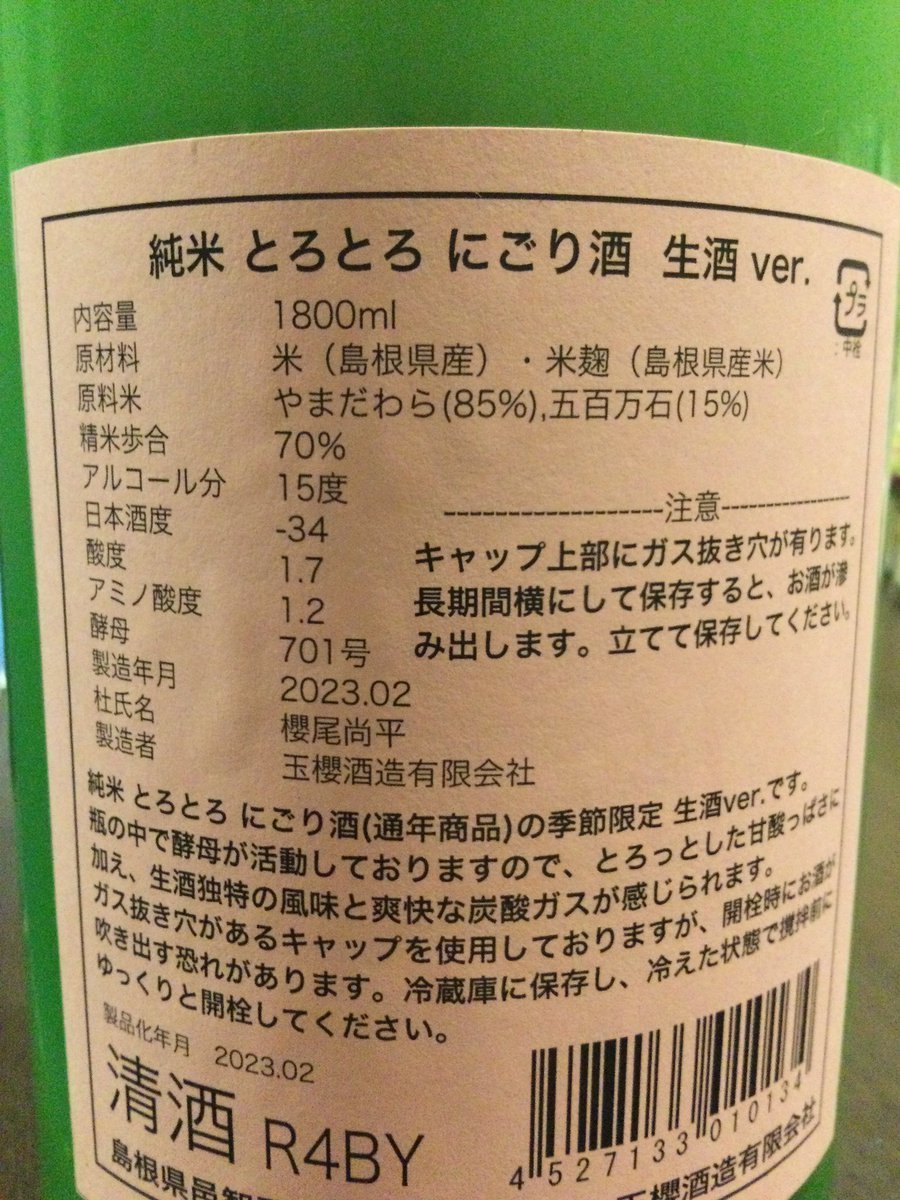 純米 とろとろ にごり酒 生酒 ver.
プラ
：中栓
内容量 1800ml
原材料 米（島根県産）・米麹（島根県産米）
原料米 やまだわら(85%),五百万石(15%)
精米歩合 70%
アルコール分 15度
日本酒度 -34
酸度 1.7
アミノ酸度 1.2
酵母 701号
製造年月 2023.02
杜氏名 櫻尾尚平
製造者 玉櫻酒造有限会社
-------------------注意---------------
キャップ上部にガス抜き穴が有ります。
長期間横にして保存すると、お酒が滲
み出します。立てて保存してください。
純米 とろとろ にごり酒(通年商品)の季節限定 生酒ver.です。
瓶の中で酵母が活動しておりますので、とろっとした甘酸っぱさに
加え、生酒独特の風味と爽快な炭酸ガスが感じられます。
ガス抜き穴があるキャップを使用しておりますが、開栓時にお酒が
吹き出す恐れがあります。冷蔵庫に保存し、冷えた状態で攪拌前に
ゆっくりと開栓してください。
製品化年月 2023.02
清酒 R4BY
4527133010134
島根県邑智 玉櫻酒造有限会社